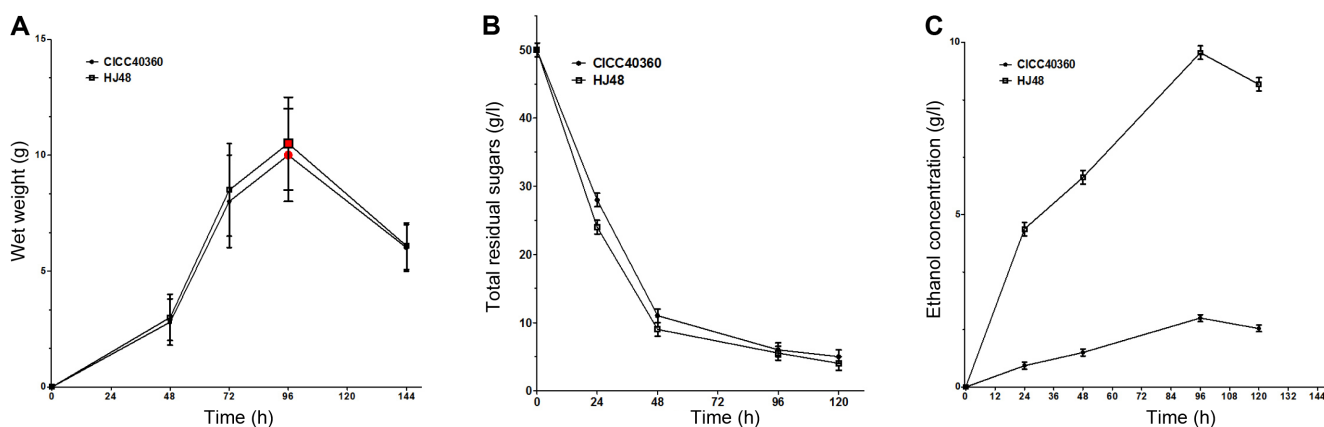 A
15
10
5
0
CICC40360
HJ48
Wet weight (g)
0 24 48 72 96 120 144
Time (h)
B
50
40
30
20
10
0
CICC40360
HJ48
Total residual sugars (g/l)
0 24 48 72 96 120
Time (h)
C
10
5
0
CICC40360
HJ48
Ethanol concentration (g/l)
0 12 24 36 48 60 72 84 96 108 120 132 144
Time (h)